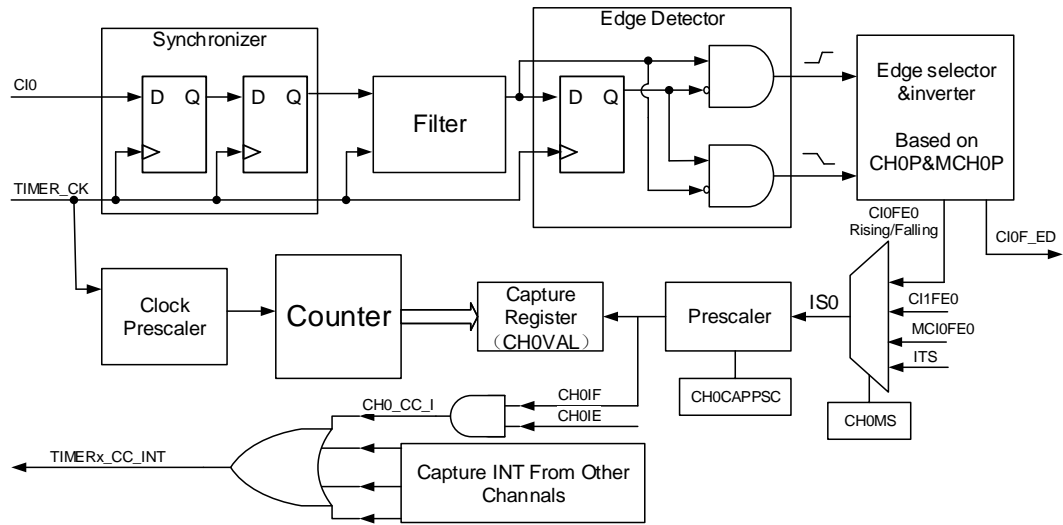 Edge Detector
Synchronizer
CI0
D Q
D Q
Filter
D Q
Edge selector
&inverter
Based on
CH0P&MCH0P
TIMER_CK
CI0FE0
Rising/Falling
CI0F_ED
Clock
Prescaler
Counter
Capture
Register
（CH0VAL）
Prescaler
IS0
CI1FE0
MCI0FE0
ITS
CH0CAPPSC
CH0MS
CH0_CC_I
CH0IF
CH0IE
TIMERx_CC_INT
Capture INT From Other
Channels